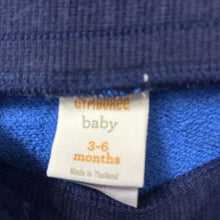 GYMBOREE
baby
3-6
months
Made in Thailand